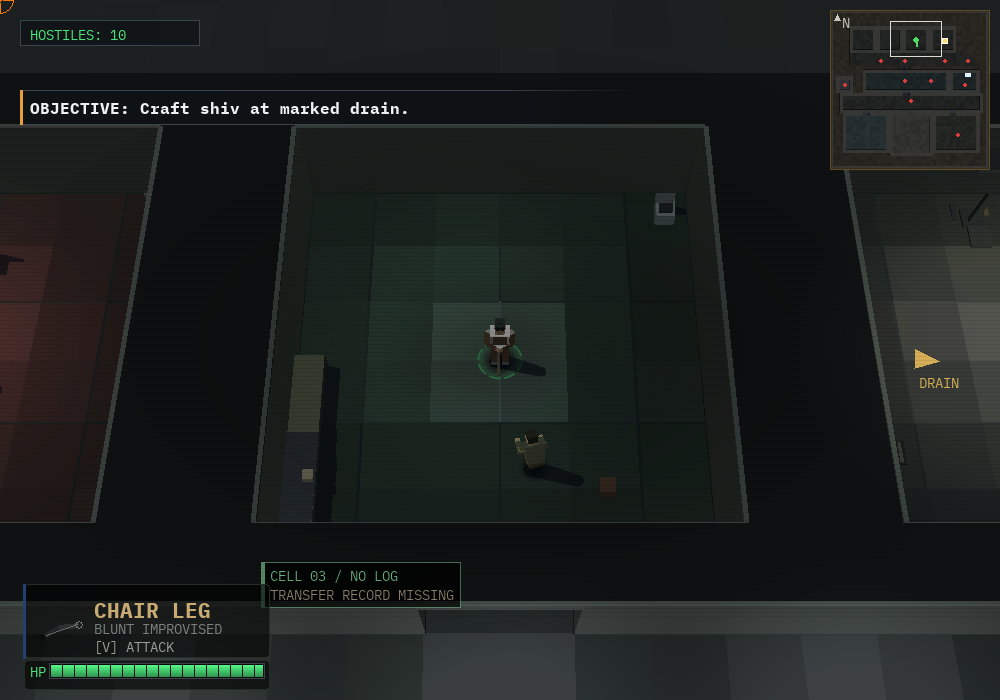 HOSTILES: 10
N
OBJECTIVE: Craft shiv at marked drain.
DRAIN
CELL 03 / NO LOG
TRANSFER RECORD MISSING
CHAIR LEG
BLUNT IMPROVISED
[V] ATTACK
HP